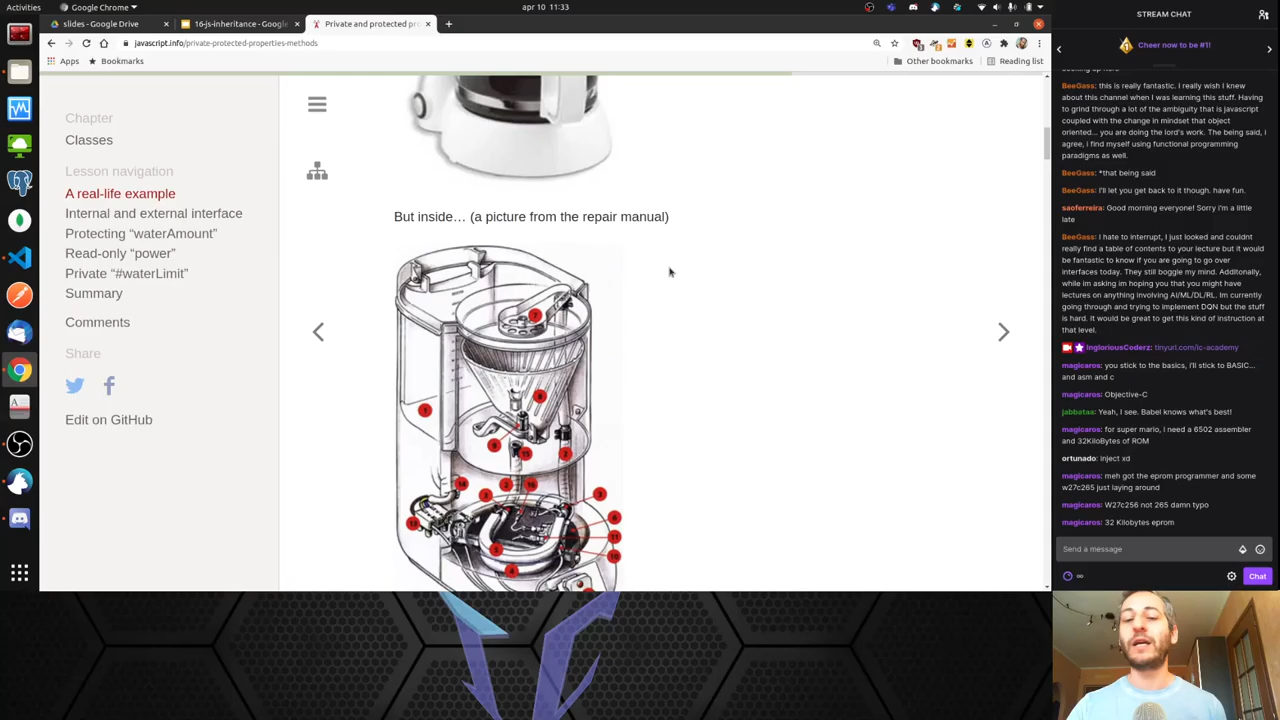 Activities
Google Chrome
apr 10 11:33
slides - Google Drive
16-js-inheritance - Google
Private and protected pr
javascript.info/private-protected-properties-methods
Apps
Bookmarks
Other bookmarks
Reading list
Chapter
Classes
Lesson navigation
A real-life example
Internal and external interface
Protecting “waterAmount”
Read-only “power”
Private “#waterLimit”
Summary
Comments
Share
Edit on GitHub
But inside… (a picture from the repair manual)
STREAM CHAT
Cheer now to be #1!
BeeGass: this is really fantastic. I really wish I knew
about this channel when I was learning this stuff. Having
to grind through a lot of the ambiguity that is javascript
coupled with the change in mindset that object
oriented... you are doing the lord's work. The being said, I
agree, i find myself using functional programming
paradigms as well.
BeeGass: *that being said
BeeGass: I'll let you get back to it though. have fun.
saoferreira: Good morning everyone! Sorry i'm a little
late
BeeGass: I hate to interrupt, I just looked and couldnt
really find a table of contents to your lecture but it would
be fantastic to know if you are going to go over
interfaces today. They still boggle my mind. Additonally,
while im asking im hoping you that you might have
lectures on anything involving AI/ML/DL/RL. Im currently
going through and trying to implement DQN but the stuff
is hard. it would be great to get this kind of instruction at
that level.
IngloriousCoderz: tinyurl.com/ic-academy
magicaros: you stick to the basics, i'll stick to BASIC...
and asm and c
magicaros: Objective-C
jabbataa: Yeah, I see. Babel knows what's best!
magicaros: for super mario, i need a 6502 assembler
and 32KiloBytes of ROM
ortunado: inject xd
magicaros: meh got the eprom programmer and some
w27c265 just laying around
magicaros: W27c256 not 265 damn typo
magicaros: 32 Kilobytes eprom
Send a message
∞
Chat